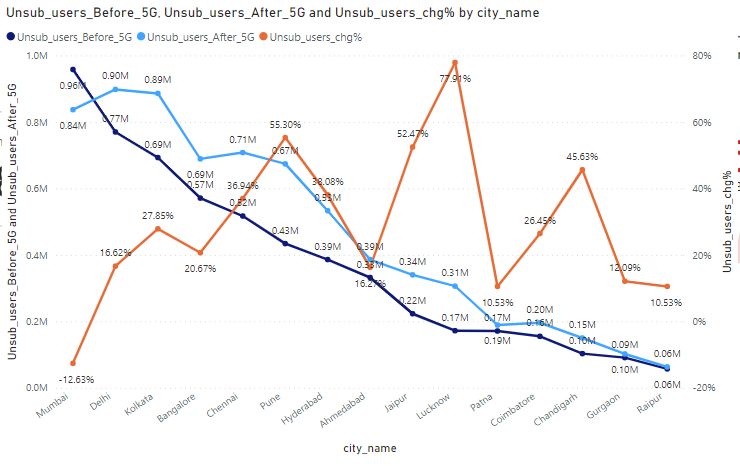 Unsub_users_Before_5G, Unsub_users_After_5G and Unsub_users_chg% by city_name
Unsub_users_Before_5G Unsub_users_After_5G Unsub_users_chg%
Unsub_users_Before_5G and Unsub_users_After_5G
1.0M
0.8M
0.6M
0.4M
0.2M
0.0M
80%
60%
40%
20%
0%
-20%
Unsub_users_chg%
0.96M
0.84M
-12.63%
0.90M
0.77M
16.62%
0.89M
0.69M
27.85%
0.69M
0.57M
20.67%
0.71M
36.94%
0.52M
55.30%
0.67M
0.43M
38.08%
0.53M
0.39M
0.39M
0.33M
16.27%
52.47%
0.34M
0.22M
77.91%
0.31M
0.17M
10.53%
0.17M
0.19M
26.45%
0.20M
0.16M
45.63%
0.15M
0.10M
12.09%
0.09M
0.10M
0.06M
10.53%
0.06M
Mumbai Delhi Kolkata Bangalore Chennai Pune Hyderabad Ahmedabad Jaipur Lucknow Patna Coimbatore Chandigarh Gurgaon Raipur
city_name